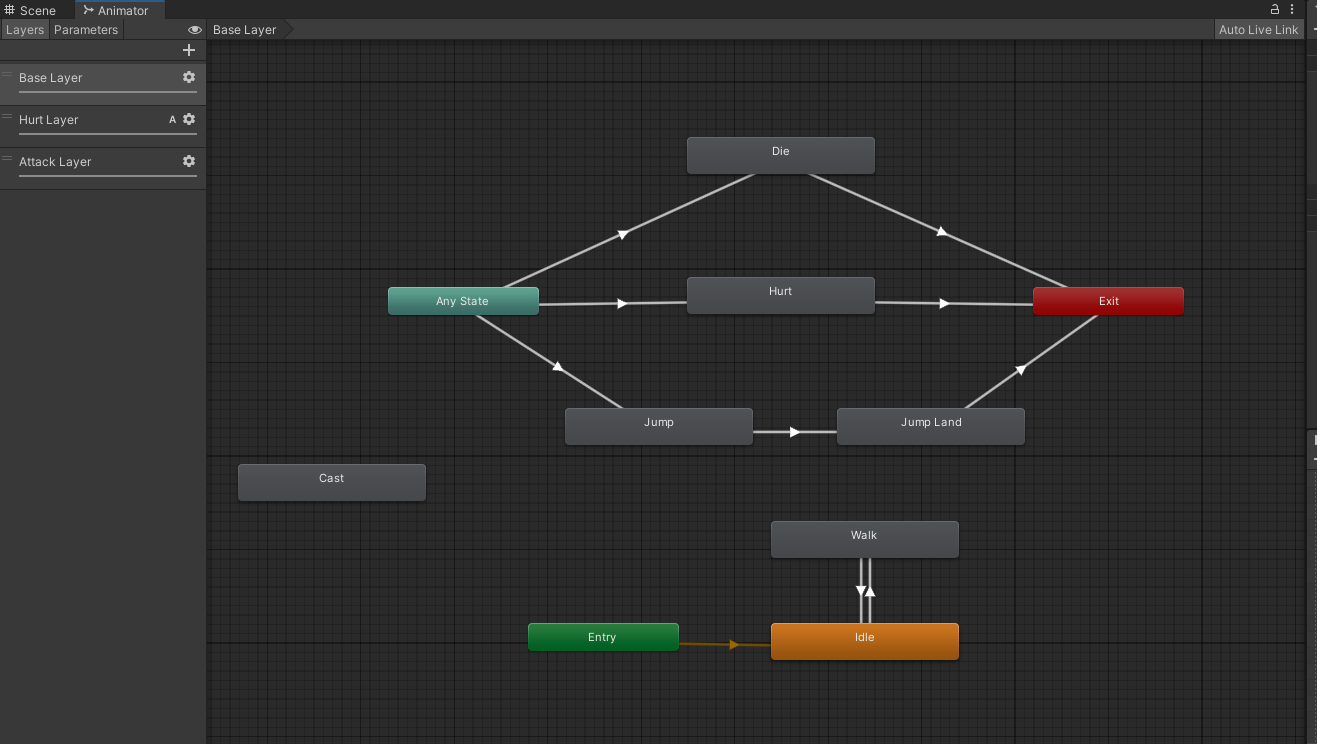 Scene
Animator
Layers
Parameters
Base Layer
Auto Live Link
Base Layer
Hurt Layer
A
Attack Layer
Die
Any State
Hurt
Exit
Jump
Jump Land
Cast
Walk
Entry
Idle